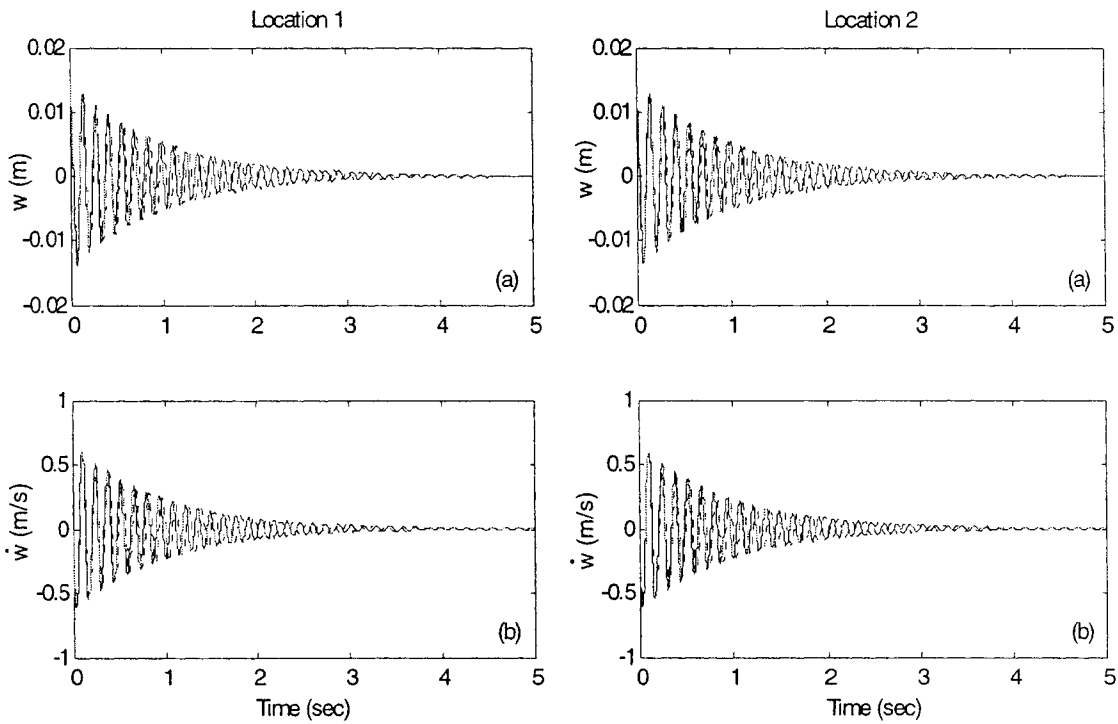 Location 1
0.02
0.01
0
-0.01
-0.02
w (m)
(a)
0 1 2 3 4 5
Location 2
0.02
0.01
0
-0.01
-0.02
w (m)
(a)
0 1 2 3 4 5
1
0.5
0
-0.5
-1
ẇ (m/s)
(b)
0 1 2 3 4 5
Time (sec)
1
0.5
0
-0.5
-1
ẇ (m/s)
(b)
0 1 2 3 4 5
Time (sec)